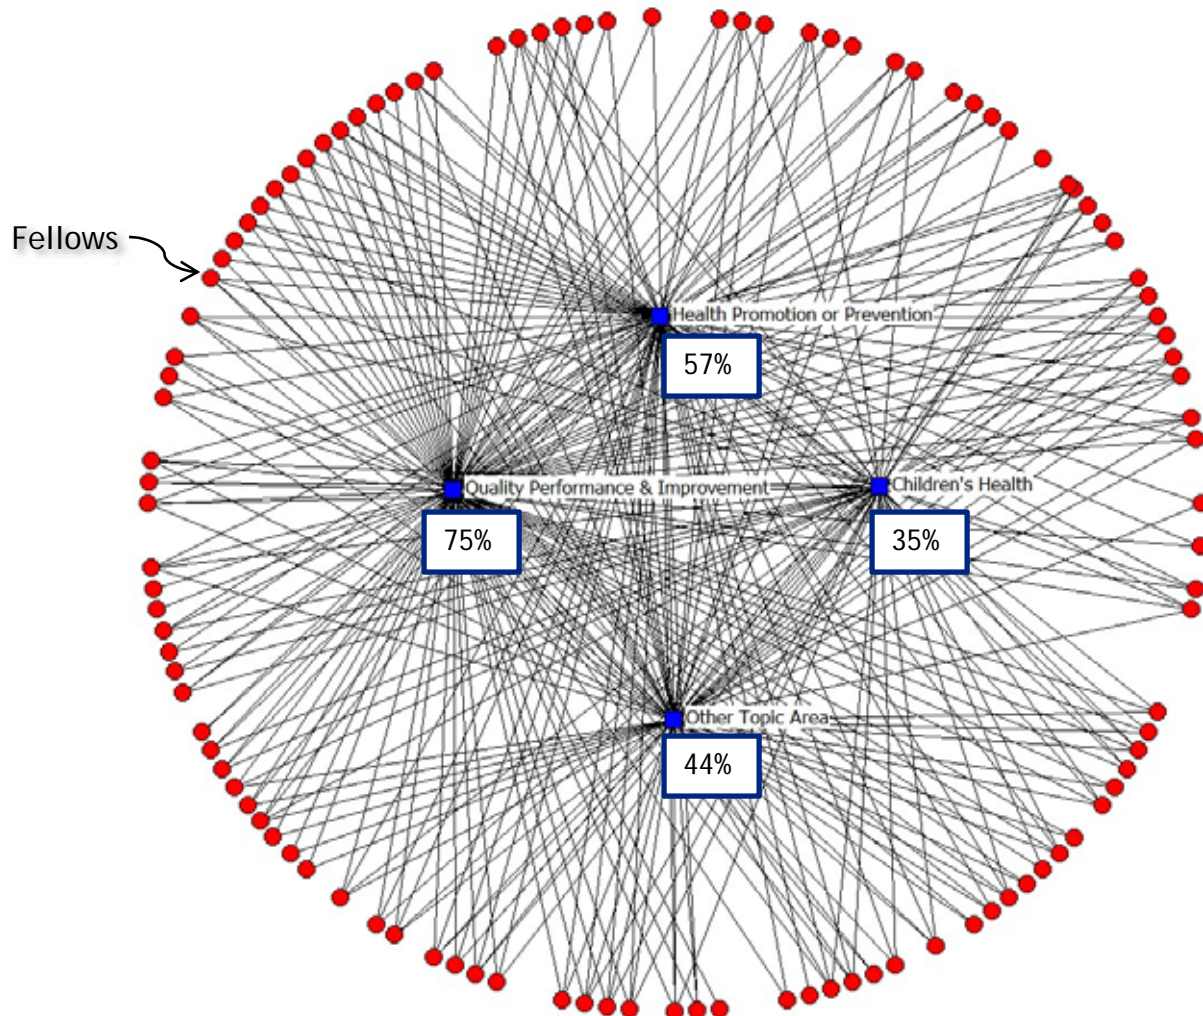 Fellows
Health Promotion or Prevention
57%
Quality Performance & Improvement
Children's Health
75%
35%
Other Topic Area
44%